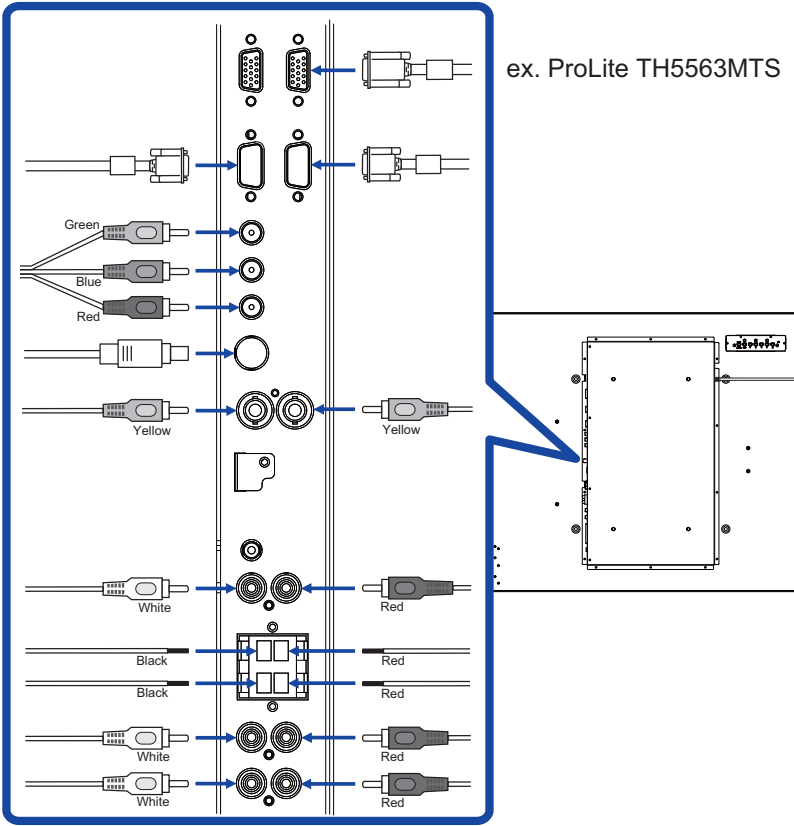 ex. ProLite TH5563MTS
Green
Blue
Red
Yellow
Yellow
White
Red
Black
Red
Black
Red
White
Red
White
Red